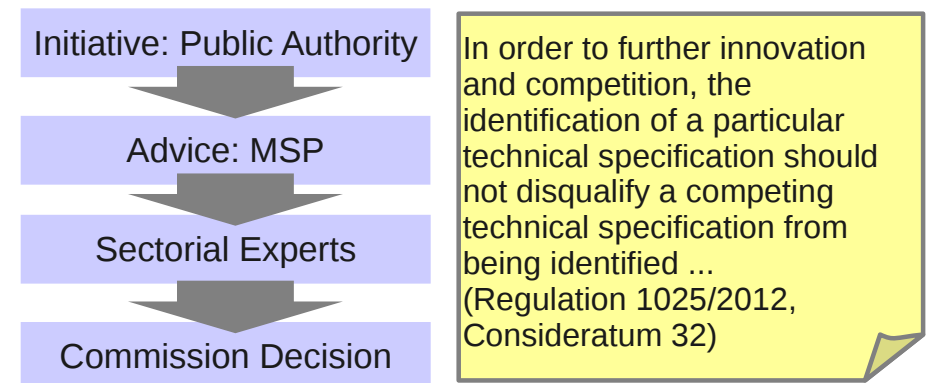 Initiative: Public Authority
Advice: MSP
Sectorial Experts
Commission Decision
In order to further innovation
and competition, the
identification of a particular
technical specification should
not disqualify a competing
technical specification from
being identified ...
(Regulation 1025/2012,
Consideratum 32)